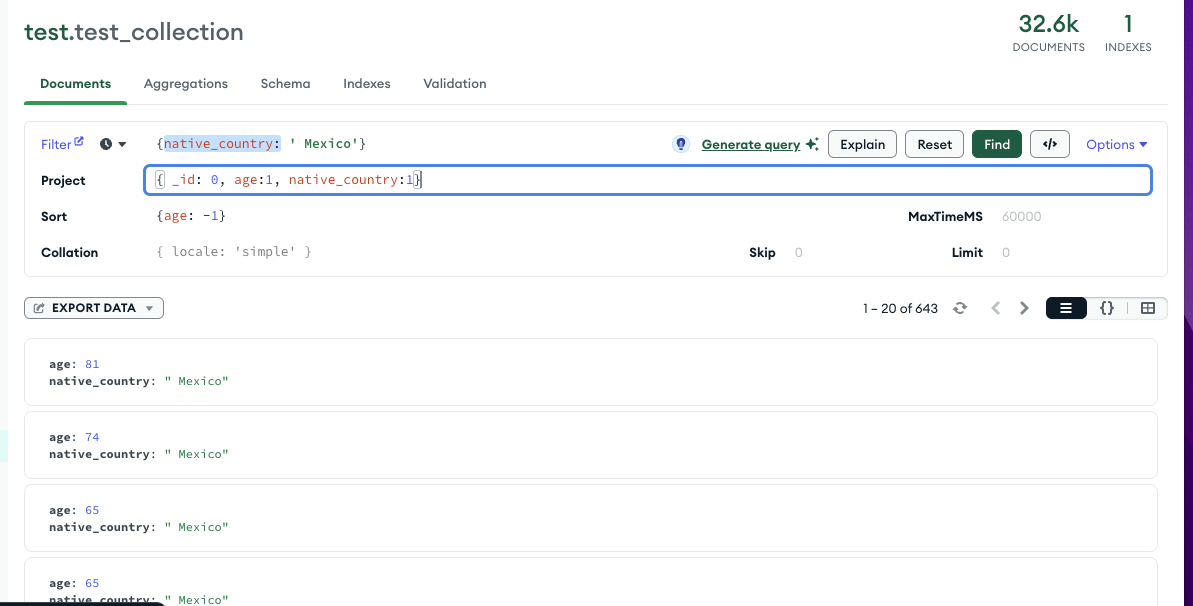 test.test_collection
32.6k
DOCUMENTS
1
INDEXES
Documents Aggregations Schema Indexes Validation
Filter {native_country: ' Mexico'} Generate query Explain Reset Find </> Options
Project { _id: 0, age:1, native_country:1}
Sort {age: -1} MaxTimeMS 60000
Collation { locale: 'simple' } Skip 0 Limit 0
EXPORT DATA 1 – 20 of 643 {}
age: 81
native_country: " Mexico"
age: 74
native_country: " Mexico"
age: 65
native_country: " Mexico"
age: 65
native_country: " Mexico"